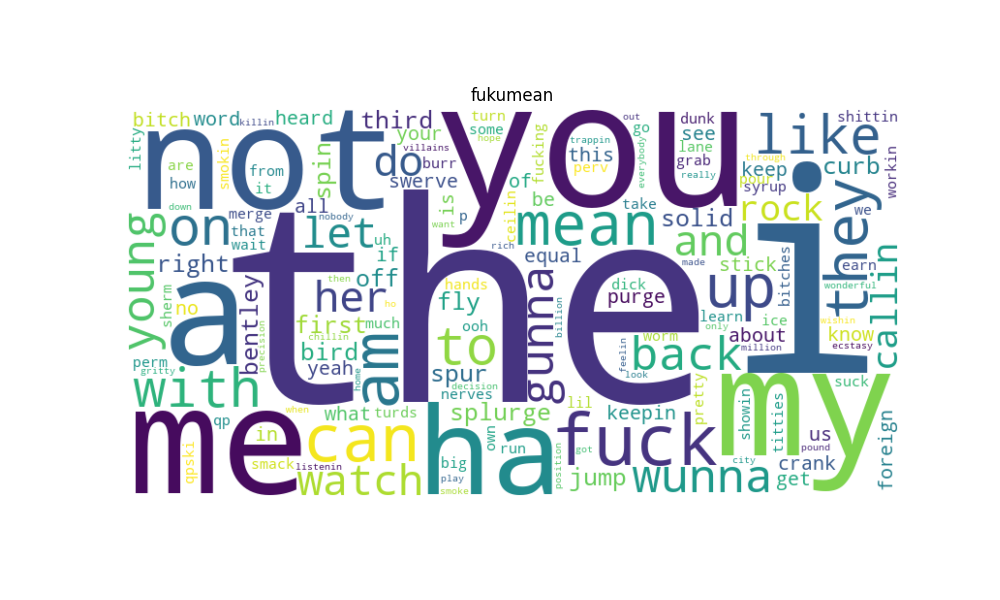 fukumean
bitch word killin heard third turn some your hope out go dunk see lane grab like shittin
litty not you do burr villains this perv trappin everybody really through keep curb workin
are how smokin from it spin swerve of fucking be take pour syrup i they we
down young on merge that wait all nobody let uh if is want p ceilin mean solid rock and
right a the rich equal stick bitches earn wonderful callin
sherm no bentley precision her off hands fly ooh gunna billion dick purge up made learn ice about know
perm gritty first then much am to back worm only million wishin ecstasy
bird chillin yeah home spur decision nerves feelin look suck
with me qp qpski when what turds can ha splurge lil keepin pretty my showin titties us pound foreign
in smack listenin watch big play smoke own run position got fuck jump wunna city get crank
ho